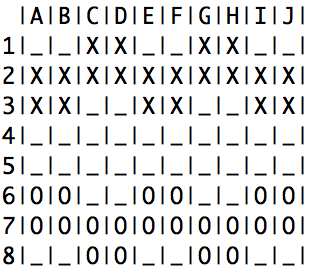 |A|B|C|D|E|F|G|H|I|J|
1|_|_|X|X|_|_|X|X|_|_|
2|X|X|X|X|X|X|X|X|X|X|
3|X|X|_|_|X|X|_|_|X|X|
4|_|_|_|_|_|_|_|_|_|_|
5|_|_|_|_|_|_|_|_|_|_|
6|O|O|_|_|O|O|_|_|O|O|
7|O|O|O|O|O|O|O|O|O|O|
8|_|_|O|O|_|_|O|O|_|_|